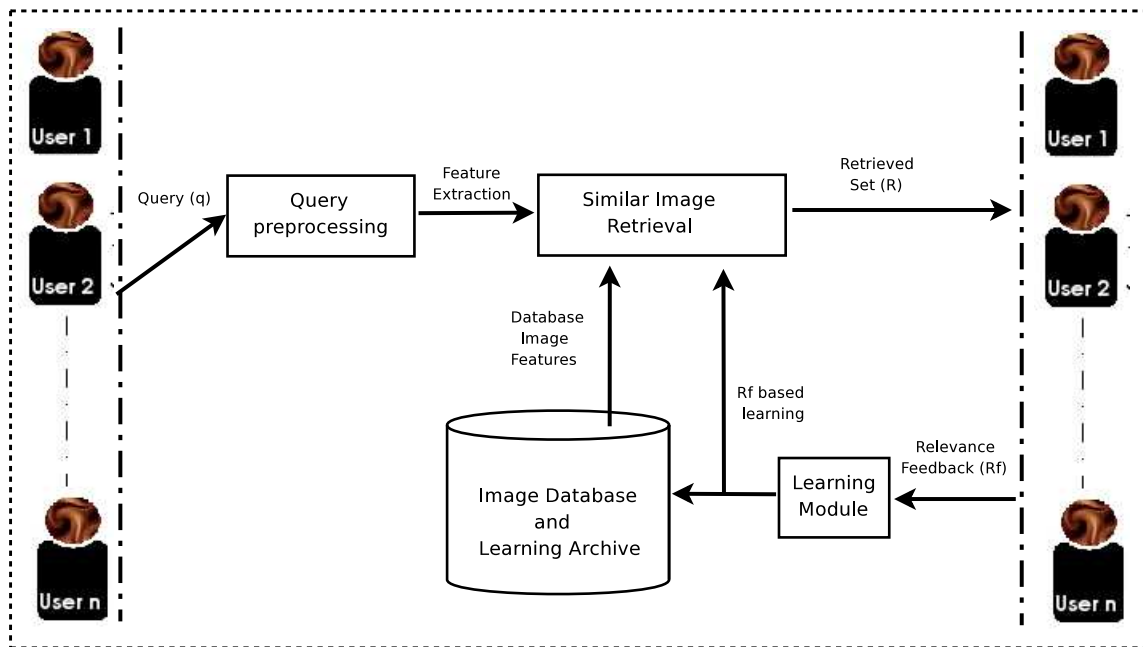 User 1
User 2
User n
Query (q)
Query
preprocessing
Feature
Extraction
Similar Image
Retrieval
Retrieved
Set (R)
Database
Image
Features
Rf based
learning
Image Database
and
Learning Archive
Learning
Module
Relevance
Feedback (Rf)
User 1
User 2
User n